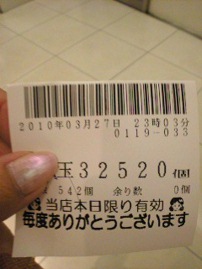 2010年03月27日 23時03分
0119-033
玉32520個
542個 余り数 0個
当店本日限り有効
毎度ありがとうございます